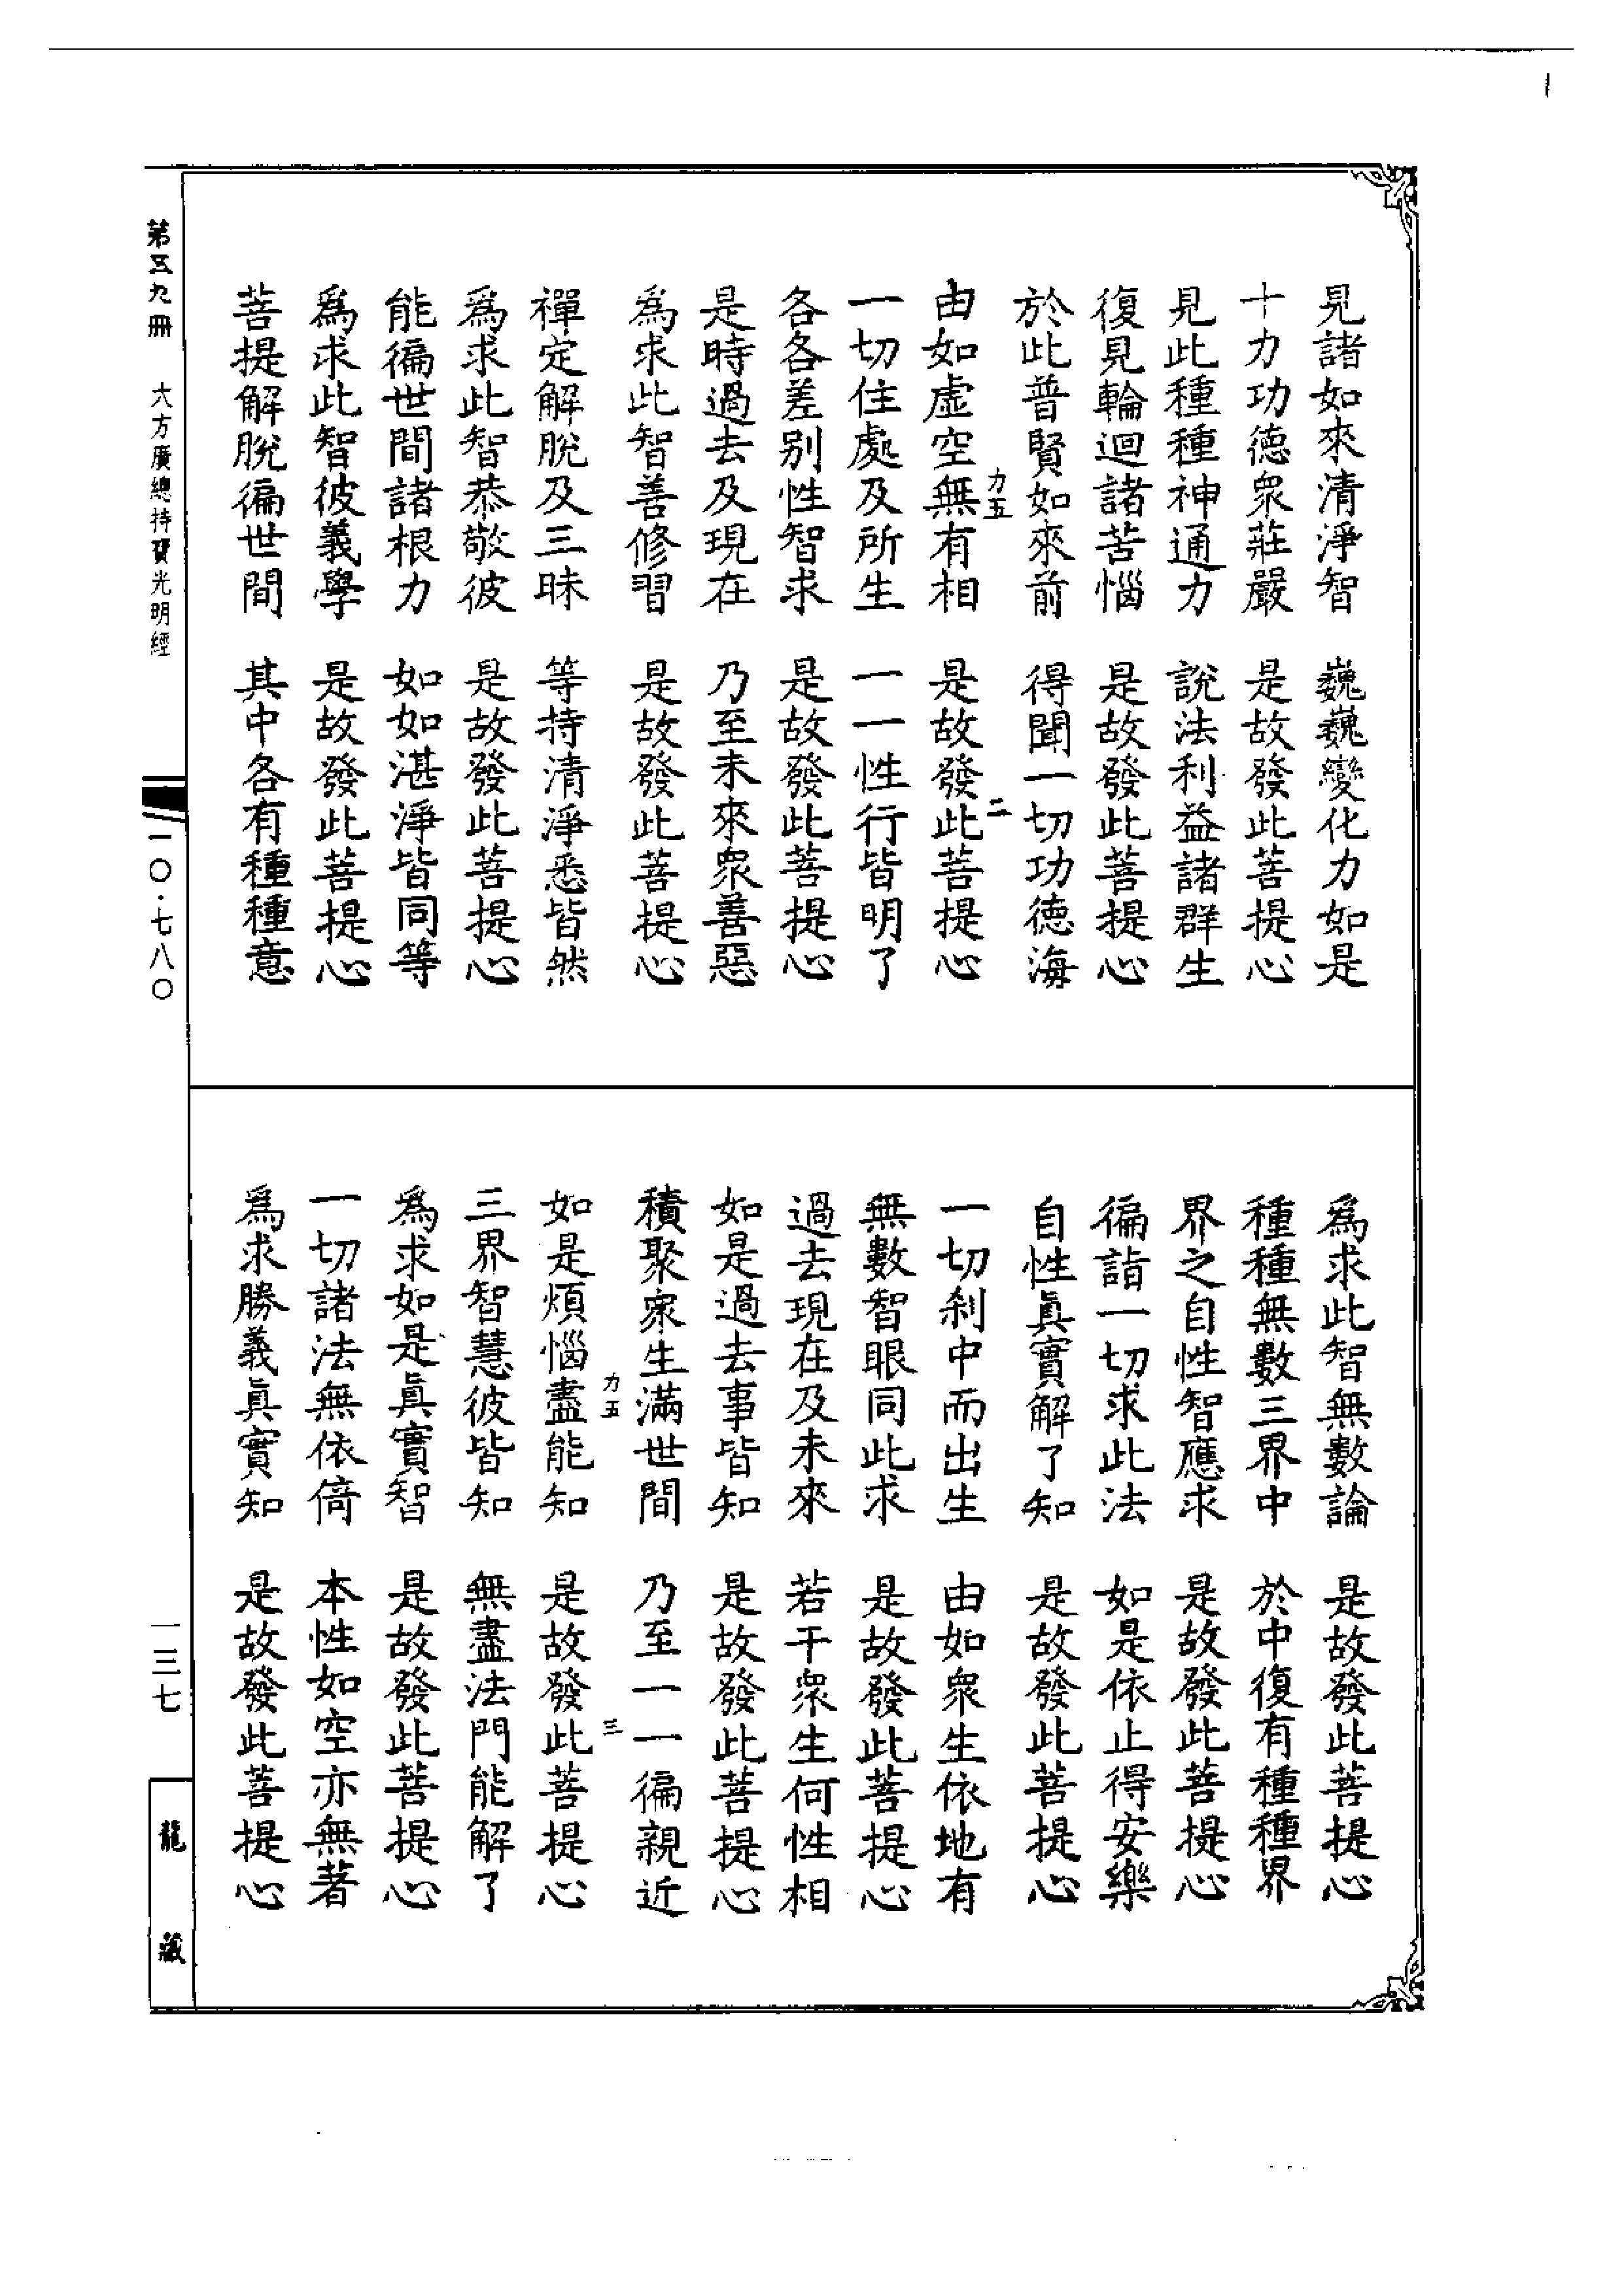 見諸如來清淨智　巍巍變化力如是
十力功德衆莊嚴　是故發此菩提心
見此種種神通力　說法利益諸群生
復見輪迴諸苦惱　是故發此菩提心
於此普賢如來前　得聞一切功德海
力五　二
由如虛空無有相　是故發此菩提心
一切住處及所生　一一性行皆明了
各各差别性智求　是故發此菩提心
是時過去及現在　乃至未來衆善惡
為求此智善修習　是故發此菩提心
禪定解脫及三昧　等持清淨悉皆然
爲求此智恭敬彼　是故發此菩提心
能徧世間諸根力　如如湛淨皆同等
爲求此智彼義學　是故發此菩提心
菩提解脫徧世間　其中各有種種意
爲求此智無數論　是故發此菩提心
種種無數三界中　於中復有種種界
界之自性智應求　是故發此菩提心
徧詣一切求此法　如是依止得安樂
自性眞實解了知　是故發此菩提心
一切刹中而出生　由如衆生依地有
無數智眼同此求　是故發此菩提心
過去現在及未來　若干衆生何性相
如是過去事皆知　是故發此菩提心
積聚衆生滿世間　乃至一一徧親近
力五　三
如是煩惱盡能知　是故發此菩提心
三界智慧彼皆知　無盡法門能解了
爲求如是眞實智　是故發此菩提心
一切諸法無依倚　本性如空亦無著
爲求勝義眞實知　是故發此菩提心
第五九冊　大方廣總持寶光明經
一〇·七八〇
一三七
龍藏